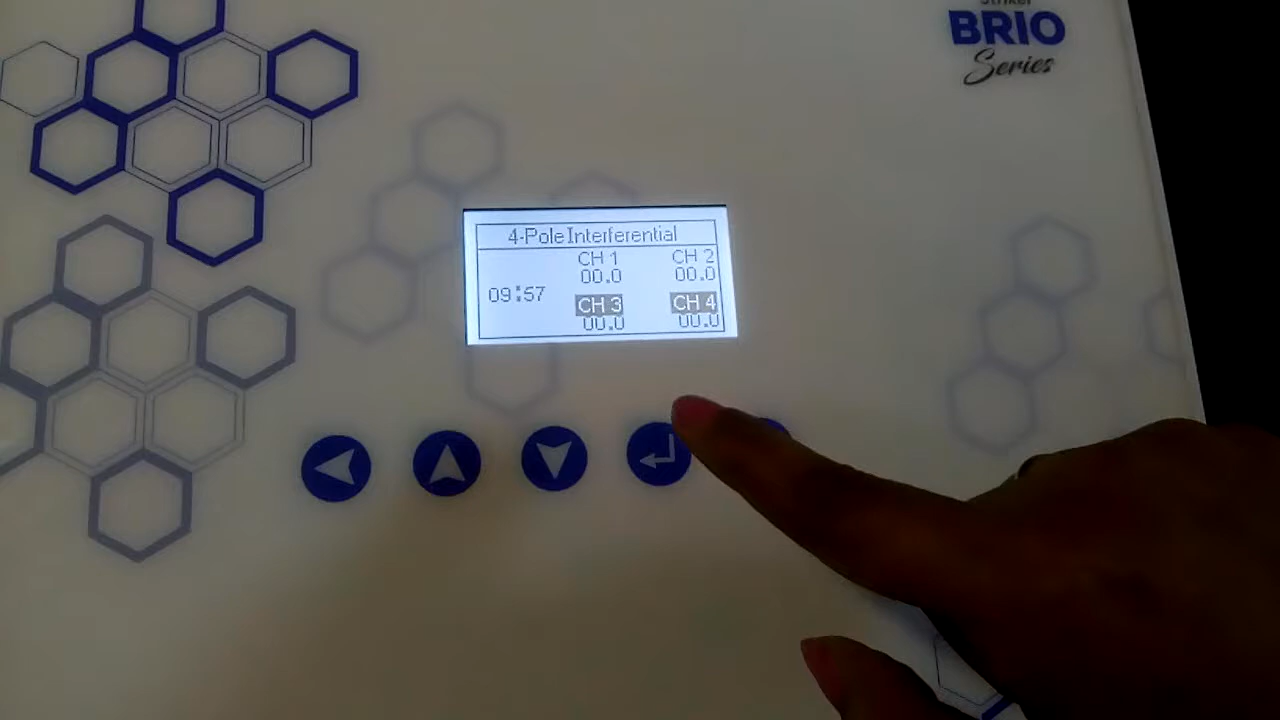 Striker
BRIO
Series
4-Pole Interferential
CH 1 CH 2
00.0 00.0
09:57
CH 3 CH 4
00.0 00.0